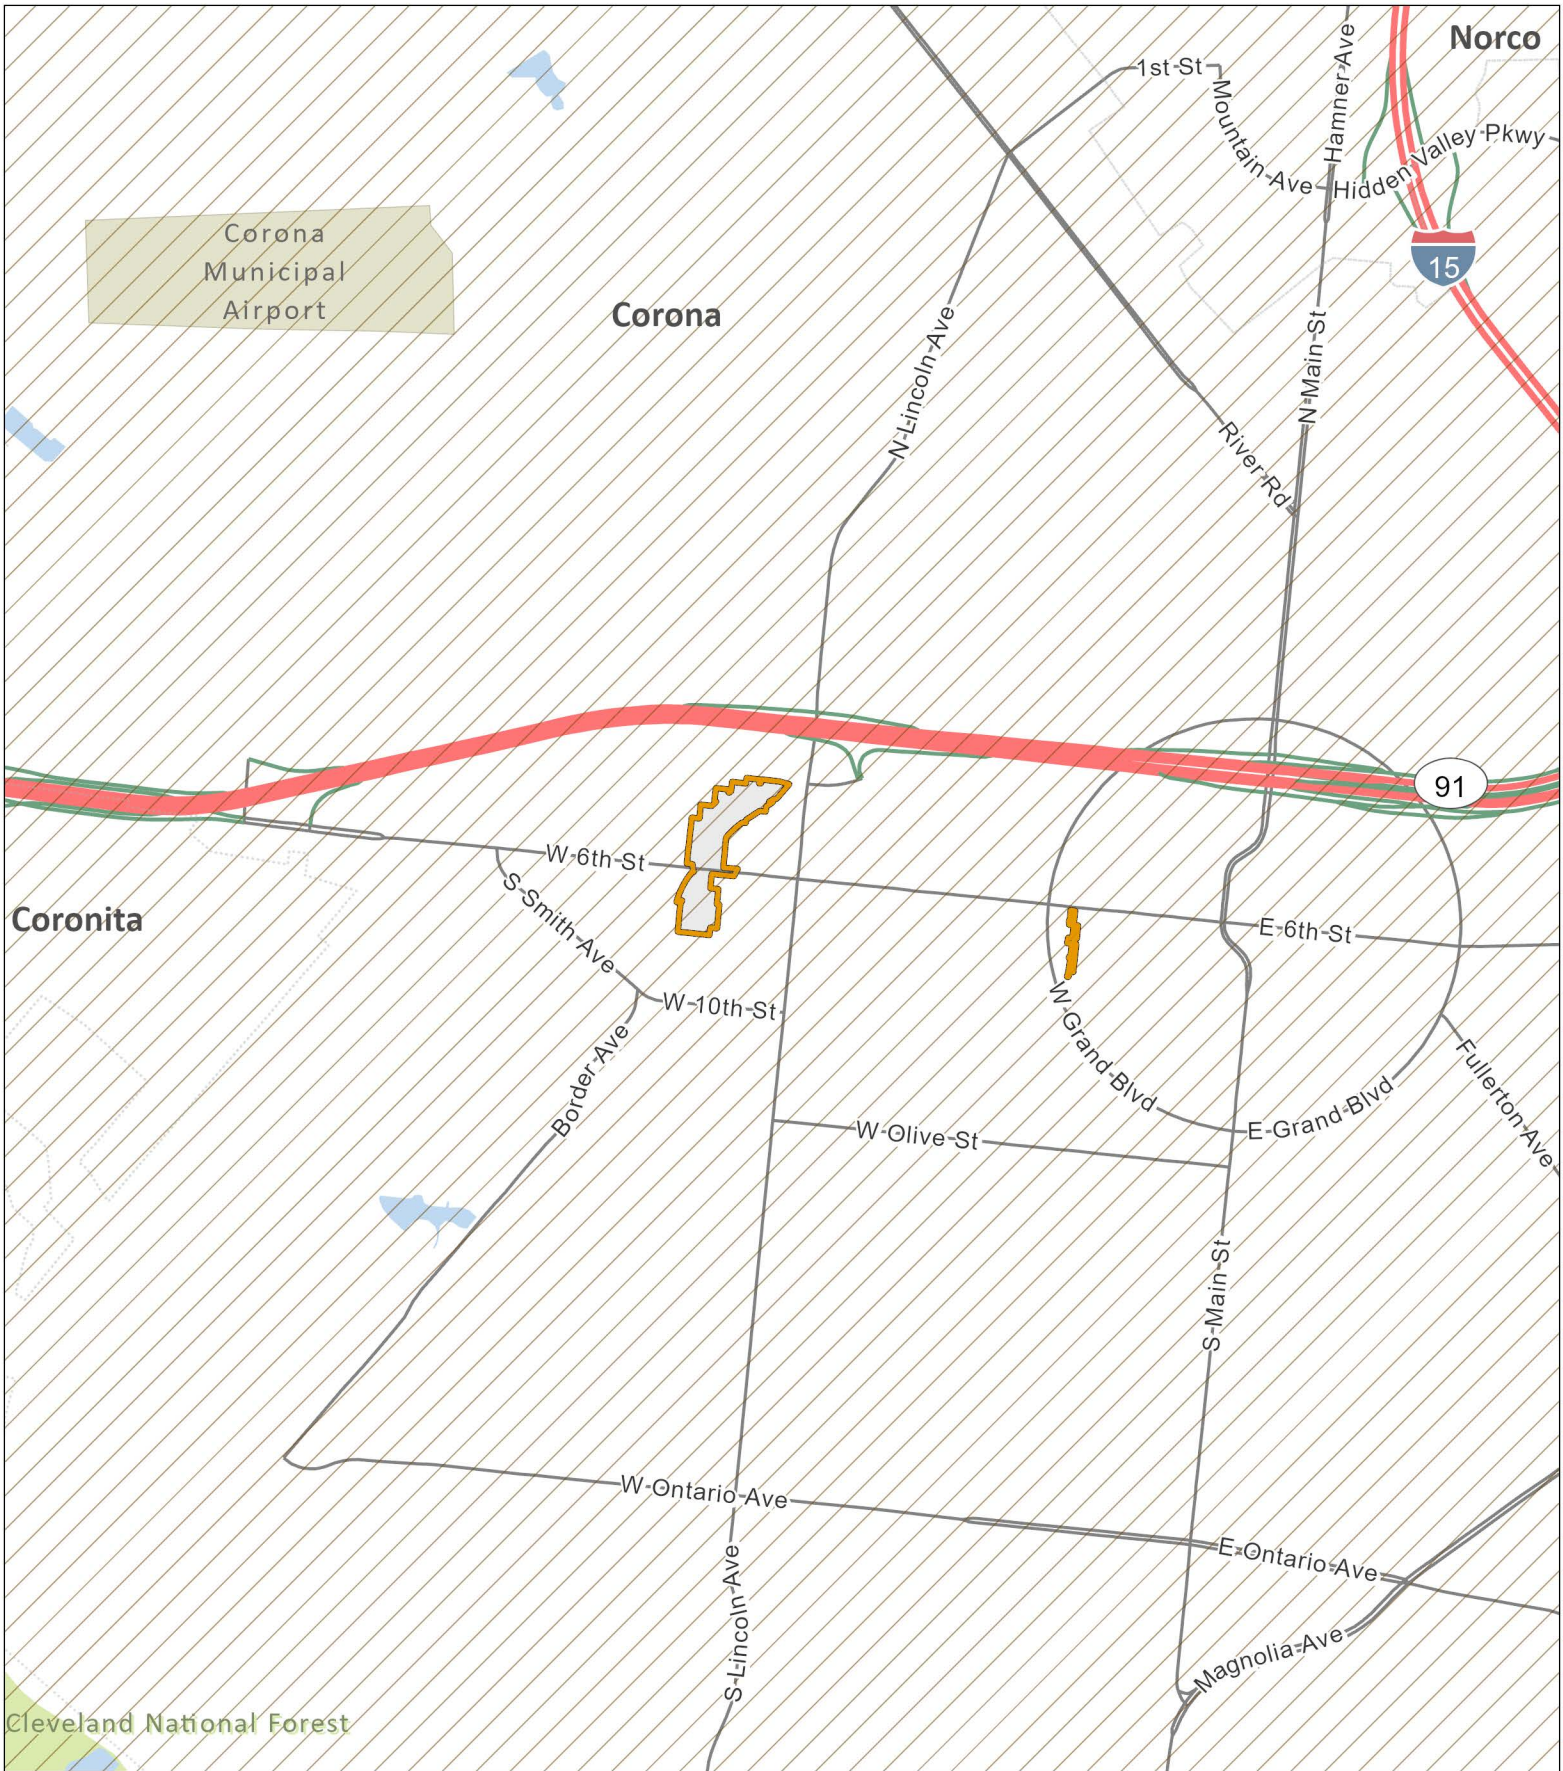 Norco
1st St
Hamner Ave
Mountain Ave
Hidden Valley Pkwy
Corona
Municipal
Airport
15
Corona
N Lincoln Ave
N Main St
River Rd
91
W 6th St
S Smith Ave
Coronita
E 6th St
W 10th St
W Grand Blvd
Border Ave
Fullerton Ave
E Grand Blvd
W Olive St
S Main St
W Ontario Ave
E Ontario Ave
S Lincoln Ave
Magnolia Ave
Cleveland National Forest